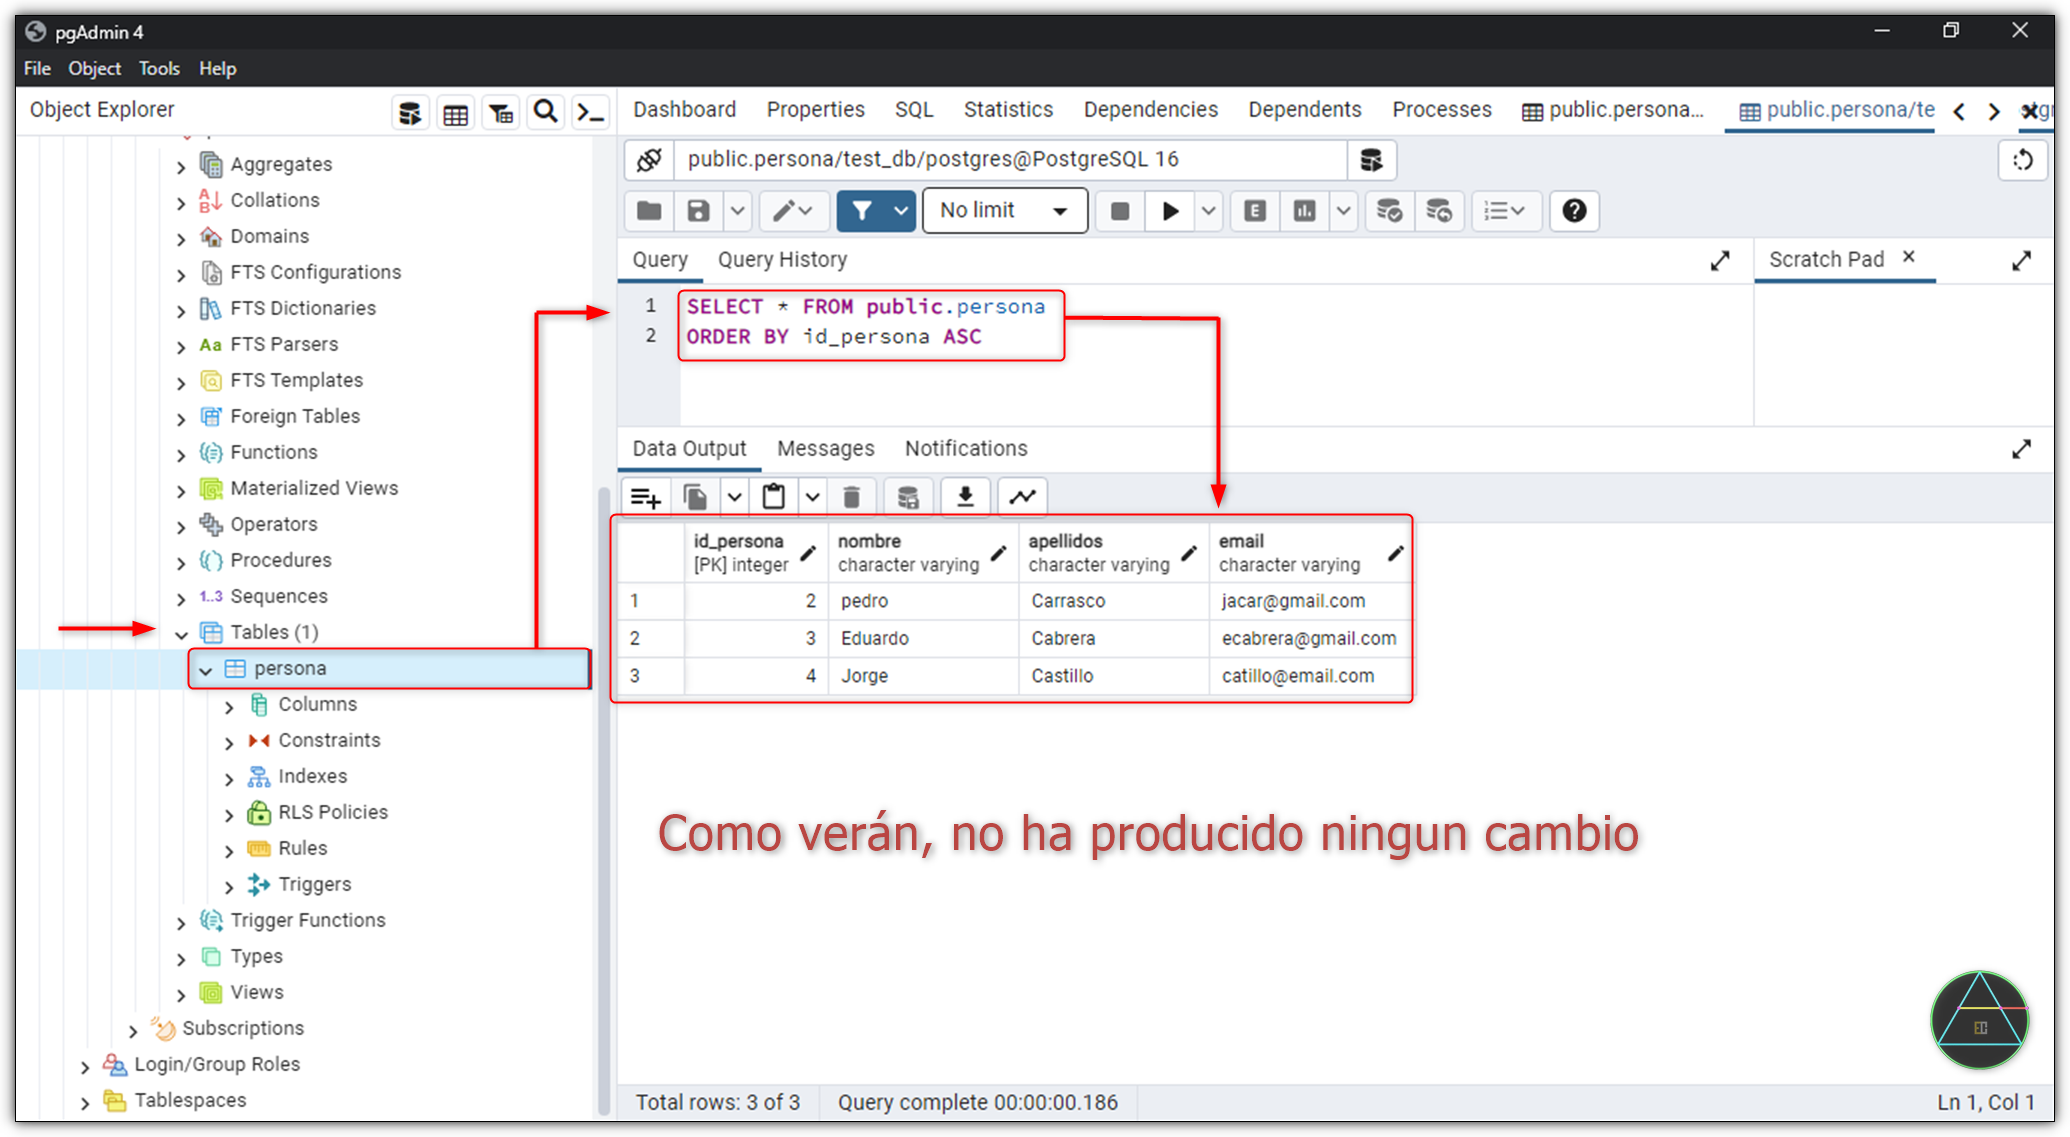 pgAdmin 4
File Object Tools Help
Object Explorer
Dashboard Properties SQL Statistics Dependencies Dependents Processes public.persona... public.persona/te
public.persona/test_db/postgres@PostgreSQL 16
No limit
Query Query History
Scratch Pad
1 SELECT * FROM public.persona
2 ORDER BY id_persona ASC
Data Output Messages Notifications
id_persona nombre apellidos email
[PK] integer character varying character varying character varying
1 2 pedro Carrasco jacar@gmail.com
2 3 Eduardo Cabrera ecabrera@gmail.com
3 4 Jorge Castillo catillo@email.com
Aggregates
Collations
Domains
FTS Configurations
FTS Dictionaries
Aa FTS Parsers
FTS Templates
Foreign Tables
Functions
Materialized Views
Operators
Procedures
1..3 Sequences
Tables (1)
persona
Columns
Constraints
Indexes
RLS Policies
Rules
Triggers
Trigger Functions
Types
Views
Subscriptions
Login/Group Roles
Tablespaces
Como verán, no ha producido ningun cambio
Total rows: 3 of 3 Query complete 00:00:00.186 Ln 1, Col 1